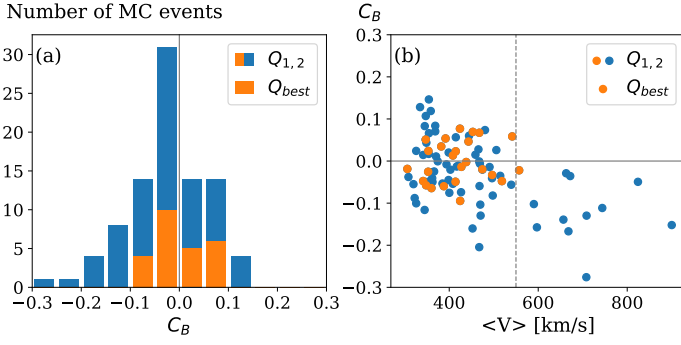 Number of MC events
(a)
Q1,2
Qbest
30
25
20
15
10
5
0
−0.3 −0.2 −0.1 0.0 0.1 0.2 0.3
CB
CB
(b)
Q1,2
Qbest
0.3
0.2
0.1
0.0
−0.1
−0.2
−0.3
400 600 800
<V> [km/s]